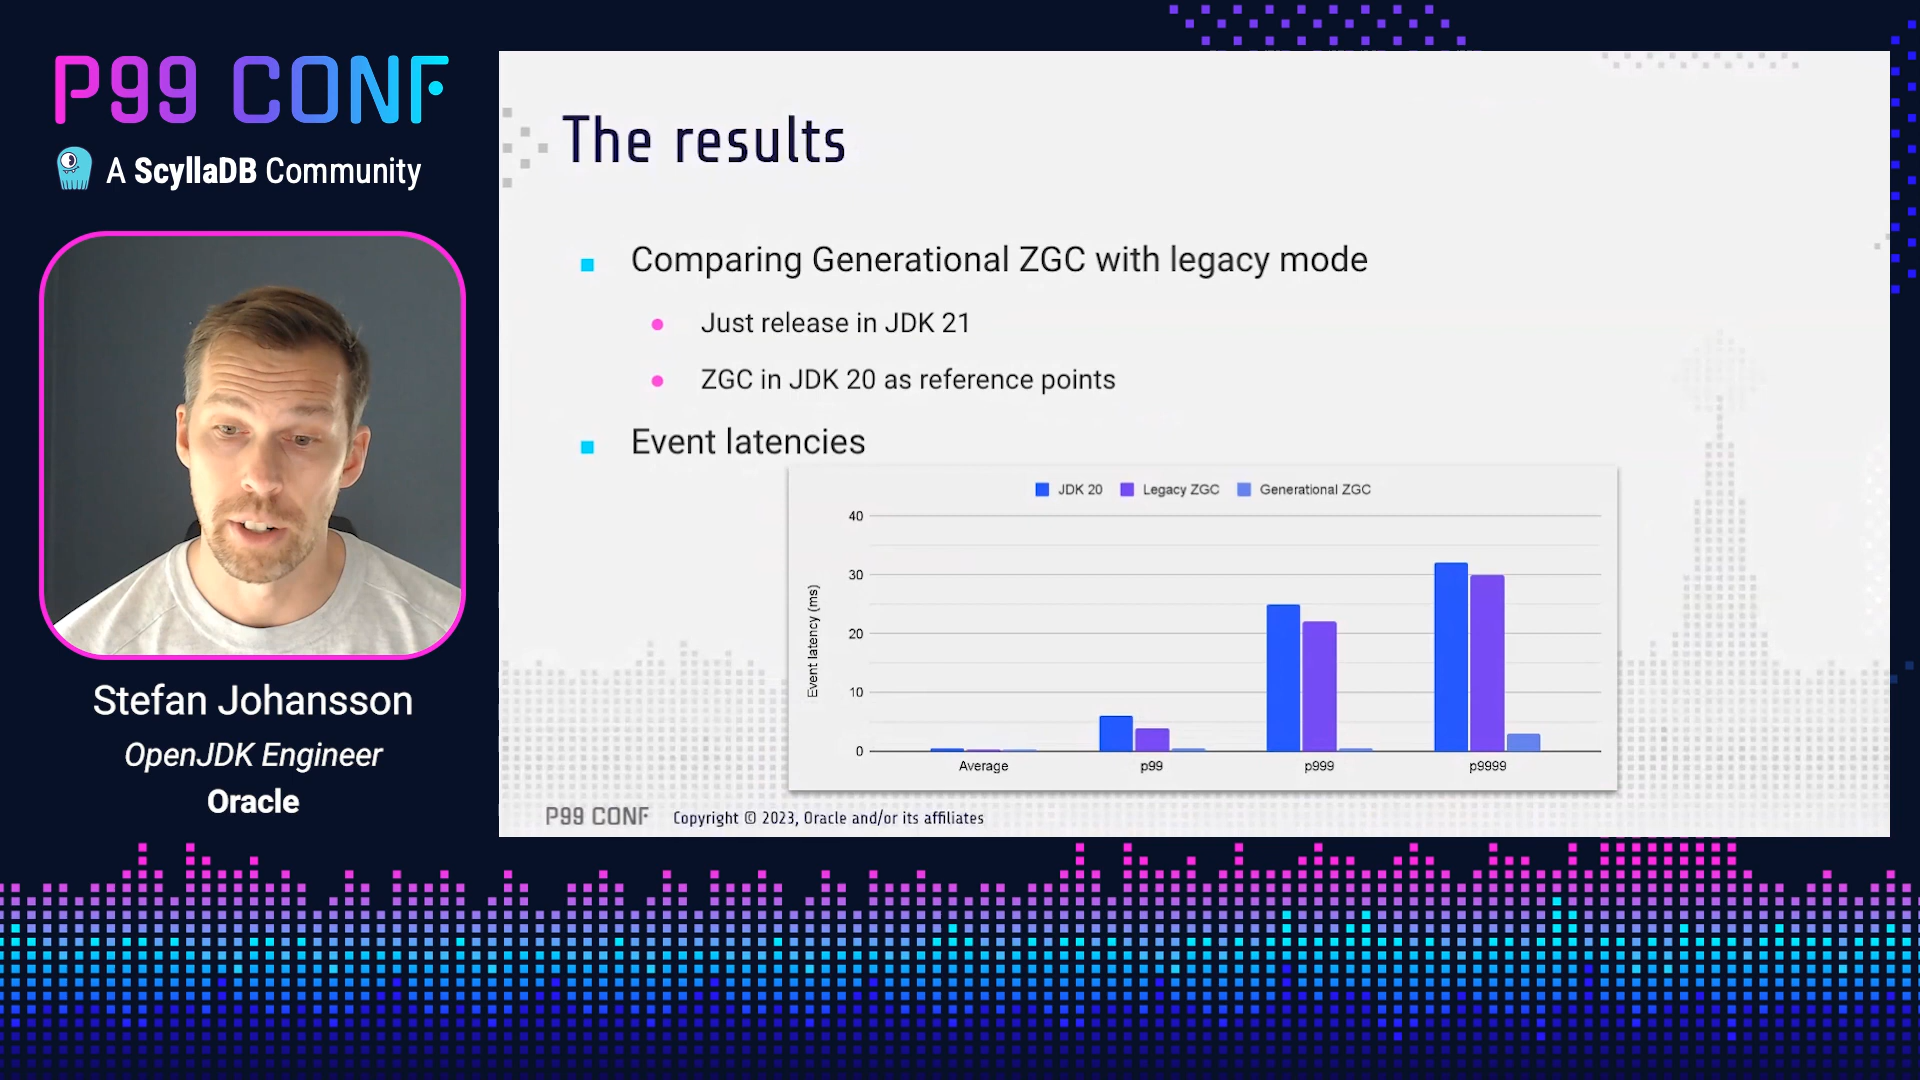 P99 CONF
A ScyllaDB Community
Stefan Johansson
OpenJDK Engineer
Oracle
The results
Comparing Generational ZGC with legacy mode
Just release in JDK 21
ZGC in JDK 20 as reference points
Event latencies
JDK 20 Legacy ZGC Generational ZGC
Event latency (ms)
40
30
20
10
0
Average p99 p999 p9999
P99 CONF Copyright © 2023, Oracle and/or its affiliates